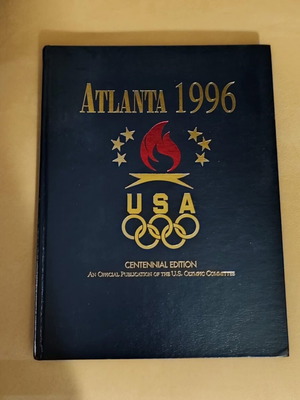 ATLANTA 1996
USA
CENTENNIAL EDITION
AN OFFICIAL PUBLICATION OF THE U.S. OLYMPIC COMMITTEE